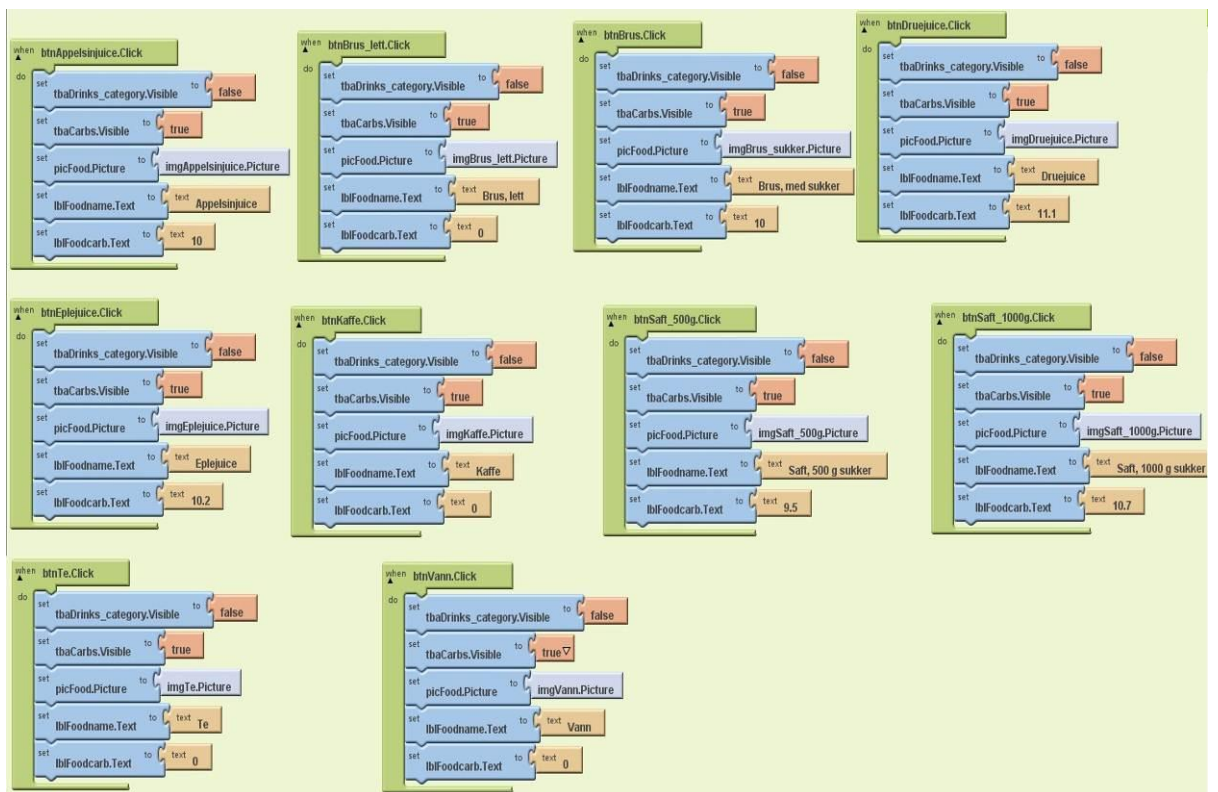 when btnAppelsinjuice.Click
do set tbaDrinks_category.Visible to false
set tbaCarbs.Visible to true
set picFood.Picture to imgAppelsinjuice.Picture
set lblFoodname.Text to text Appelsinjuice
set lblFoodcarb.Text to text 10
when btnBrus_lett.Click
do set tbaDrinks_category.Visible to false
set tbaCarbs.Visible to true
set picFood.Picture to imgBrus_lett.Picture
set lblFoodname.Text to text Brus, lett
set lblFoodcarb.Text to text 0
when btnBrus.Click
do set tbaDrinks_category.Visible to false
set tbaCarbs.Visible to true
set picFood.Picture to imgBrus_sukker.Picture
set lblFoodname.Text to text Brus, med sukker
set lblFoodcarb.Text to text 10
when btnDruejuice.Click
do set tbaDrinks_category.Visible to false
set tbaCarbs.Visible to true
set picFood.Picture to imgDruejuice.Picture
set lblFoodname.Text to text Druejuice
set lblFoodcarb.Text to text 11.1
when btnEplejuice.Click
do set tbaDrinks_category.Visible to false
set tbaCarbs.Visible to true
set picFood.Picture to imgEplejuice.Picture
set lblFoodname.Text to text Eplejuice
set lblFoodcarb.Text to text 10.2
when btnKaffe.Click
do set tbaDrinks_category.Visible to false
set tbaCarbs.Visible to true
set picFood.Picture to imgKaffe.Picture
set lblFoodname.Text to text Kaffe
set lblFoodcarb.Text to text 0
when btnSaft_500g.Click
do set tbaDrinks_category.Visible to false
set tbaCarbs.Visible to true
set picFood.Picture to imgSaft_500g.Picture
set lblFoodname.Text to text Saft, 500 g sukker
set lblFoodcarb.Text to text 9.5
when btnSaft_1000g.Click
do set tbaDrinks_category.Visible to false
set tbaCarbs.Visible to true
set picFood.Picture to imgSaft_1000g.Picture
set lblFoodname.Text to text Saft, 1000 g sukker
set lblFoodcarb.Text to text 10.7
when btnTe.Click
do set tbaDrinks_category.Visible to false
set tbaCarbs.Visible to true
set picFood.Picture to imgTe.Picture
set lblFoodname.Text to text Te
set lblFoodcarb.Text to text 0
when btnVann.Click
do set tbaDrinks_category.Visible to false
set tbaCarbs.Visible to true
set picFood.Picture to imgVann.Picture
set lblFoodname.Text to text Vann
set lblFoodcarb.Text to text 0